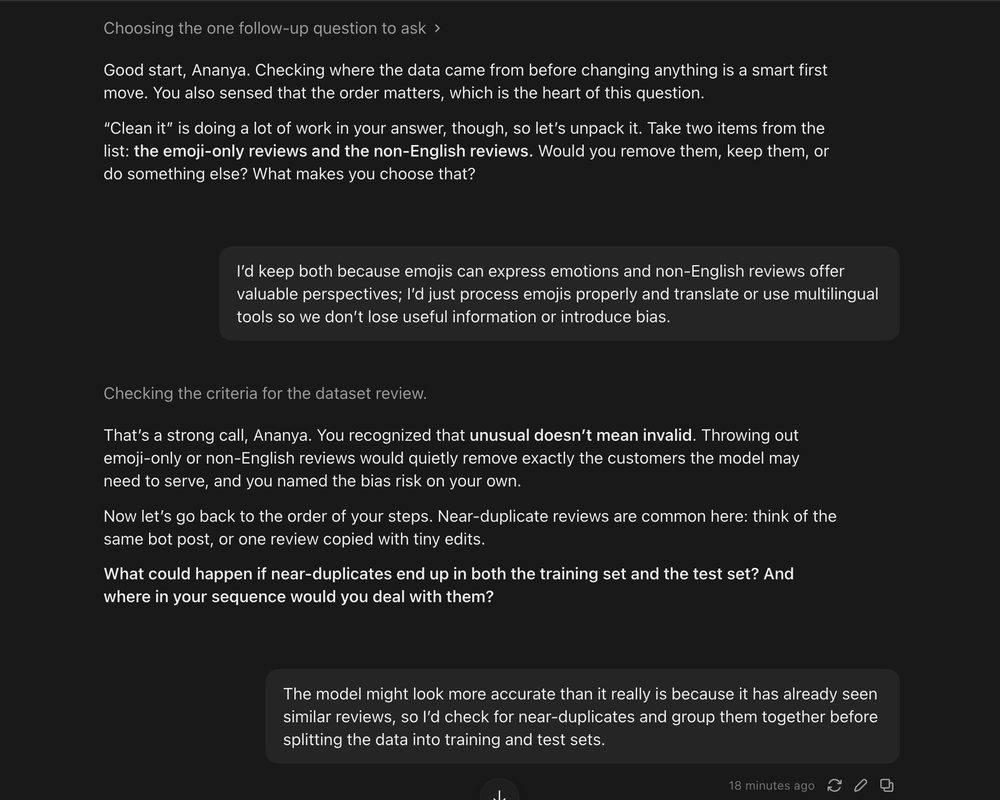 Choosing the one follow-up question to ask >
Good start, Ananya. Checking where the data came from before changing anything is a smart first
move. You also sensed that the order matters, which is the heart of this question.
“Clean it” is doing a lot of work in your answer, though, so let’s unpack it. Take two items from the
list: the emoji-only reviews and the non-English reviews. Would you remove them, keep them, or
do something else? What makes you choose that?
I’d keep both because emojis can express emotions and non-English reviews offer
valuable perspectives; I’d just process emojis properly and translate or use multilingual
tools so we don’t lose useful information or introduce bias.
Checking the criteria for the dataset review.
That’s a strong call, Ananya. You recognized that unusual doesn’t mean invalid. Throwing out
emoji-only or non-English reviews would quietly remove exactly the customers the model may
need to serve, and you named the bias risk on your own.
Now let’s go back to the order of your steps. Near-duplicate reviews are common here: think of the
same bot post, or one review copied with tiny edits.
What could happen if near-duplicates end up in both the training set and the test set? And
where in your sequence would you deal with them?
The model might look more accurate than it really is because it has already seen
similar reviews, so I’d check for near-duplicates and group them together before
splitting the data into training and test sets.
18 minutes ago